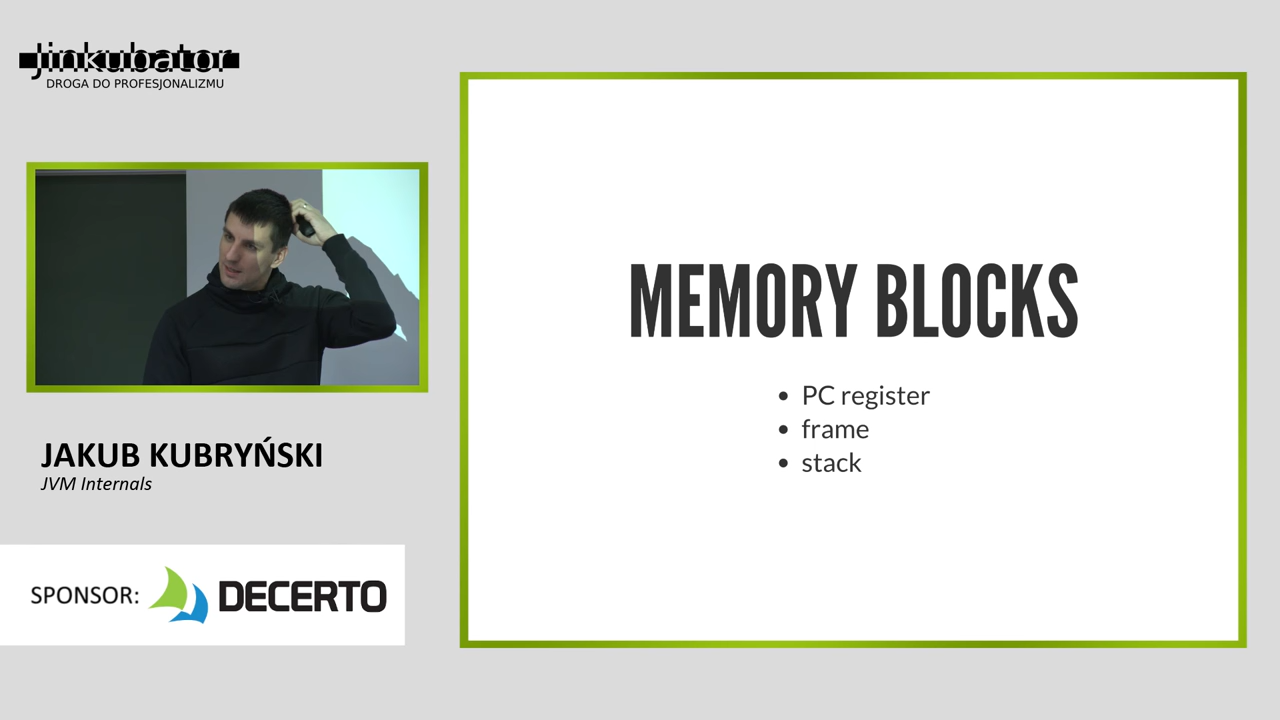 Jinkubator
DROGA DO PROFESJONALIZMU
JAKUB KUBRYŃSKI
JVM Internals
SPONSOR: DECERTO
MEMORY BLOCKS
• PC register
• frame
• stack